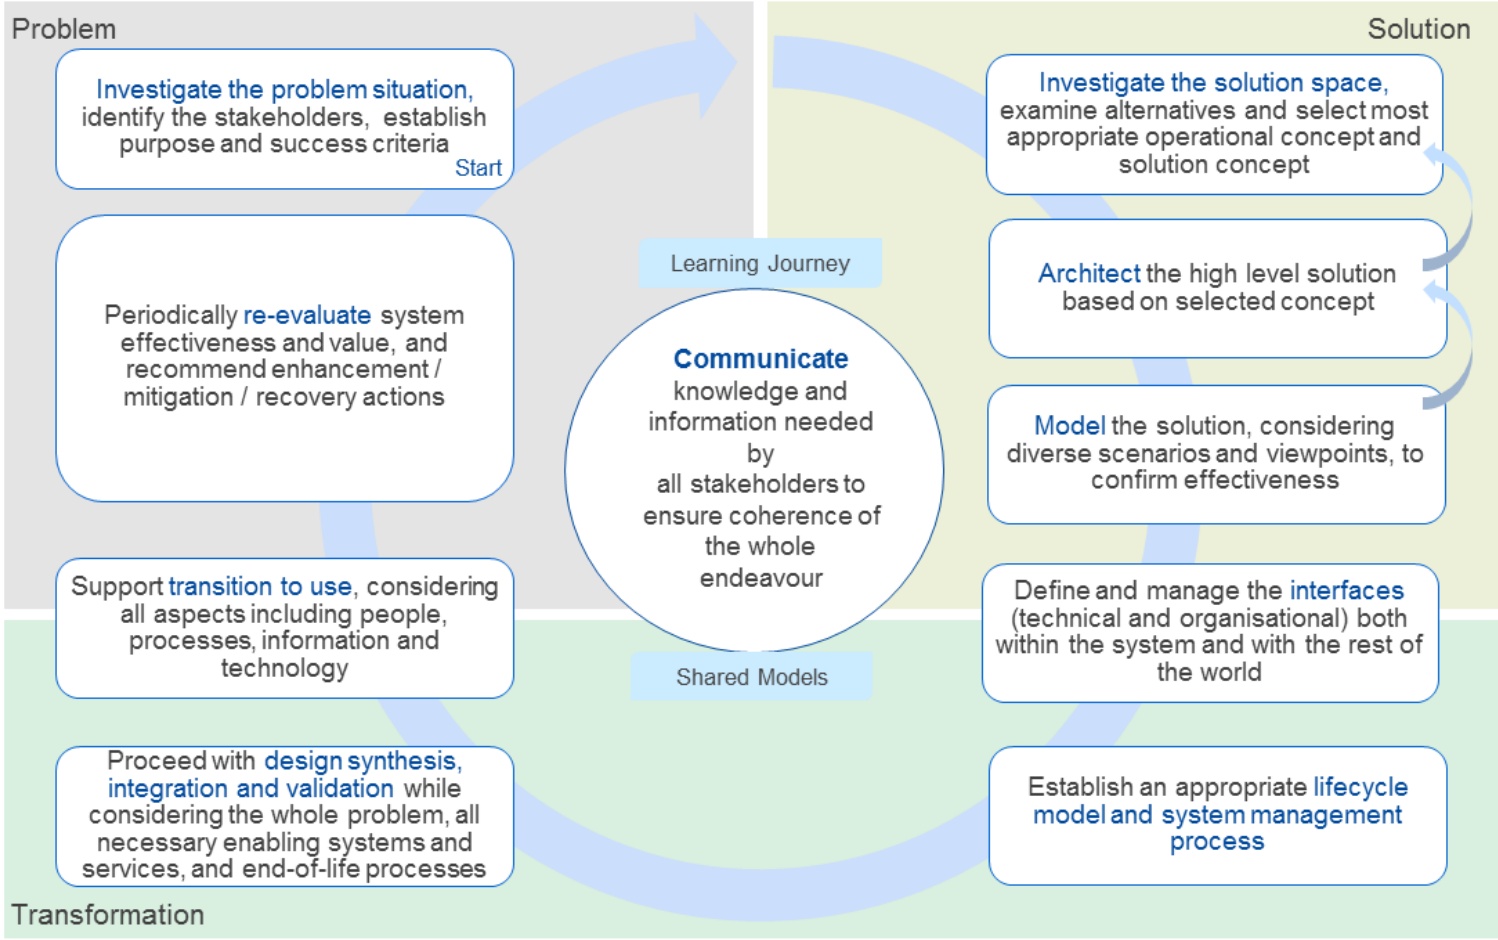 Problem
Investigate the problem situation,
identify the stakeholders, establish
purpose and success criteria
Start
Periodically re-evaluate system
effectiveness and value, and
recommend enhancement /
mitigation / recovery actions
Support transition to use, considering
all aspects including people,
processes, information and
technology
Proceed with design synthesis,
integration and validation while
considering the whole problem, all
necessary enabling systems and
services, and end-of-life processes
Transformation
Learning Journey
Communicate
knowledge and
information needed
by
all stakeholders to
ensure coherence of
the whole
endeavour
Shared Models
Solution
Investigate the solution space,
examine alternatives and select most
appropriate operational concept and
solution concept
Architect the high level solution
based on selected concept
Model the solution, considering
diverse scenarios and viewpoints, to
confirm effectiveness
Define and manage the interfaces
(technical and organisational) both
within the system and with the rest of
the world
Establish an appropriate lifecycle
model and system management
process